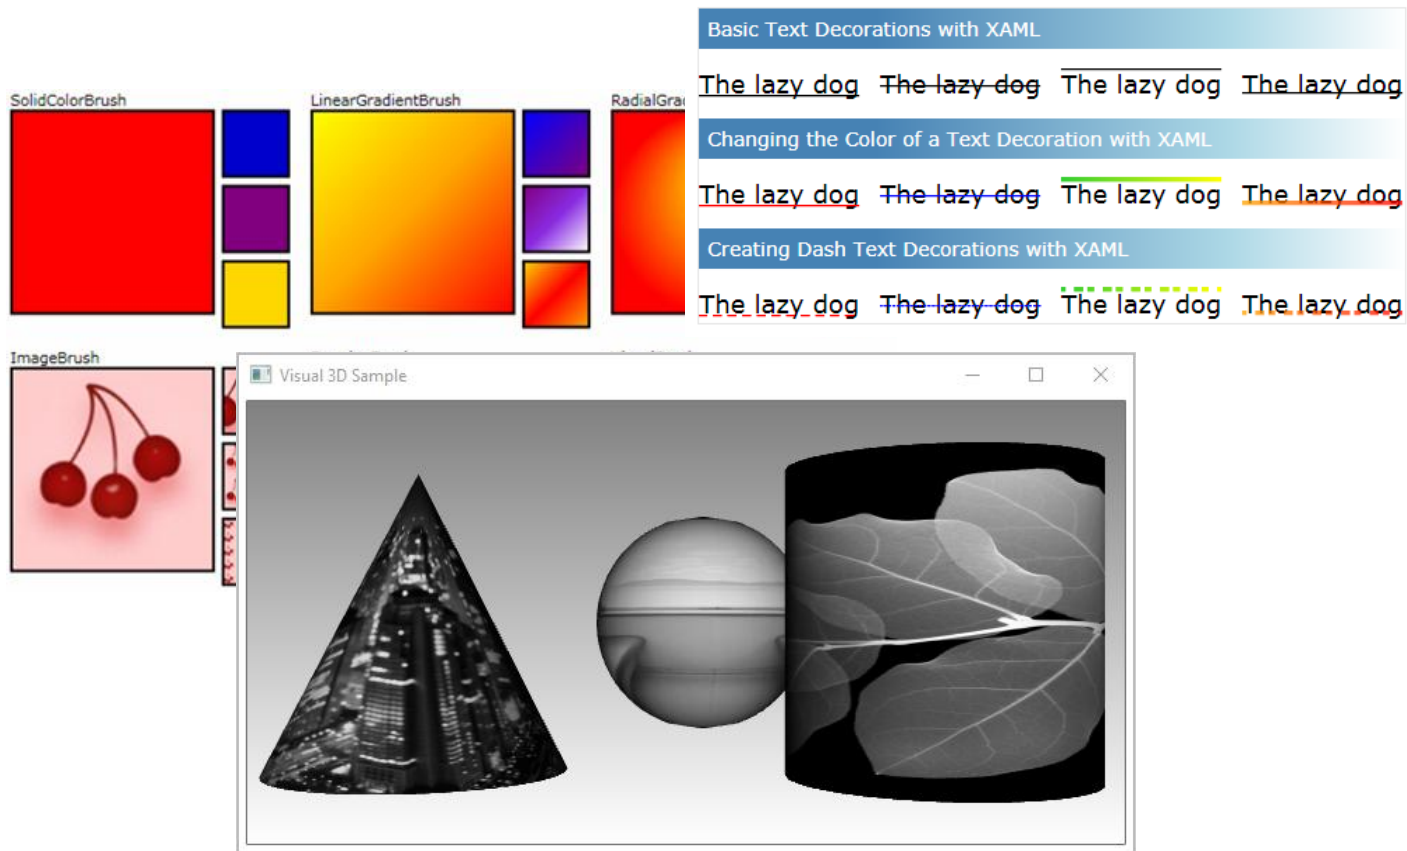 Basic Text Decorations with XAML
The lazy dog The lazy dog The lazy dog The lazy dog
Changing the Color of a Text Decoration with XAML
The lazy dog The lazy dog The lazy dog The lazy dog
Creating Dash Text Decorations with XAML
The lazy dog The lazy dog The lazy dog The lazy dog
SolidColorBrush
LinearGradientBrush
RadialGra
ImageBrush
Visual 3D Sample